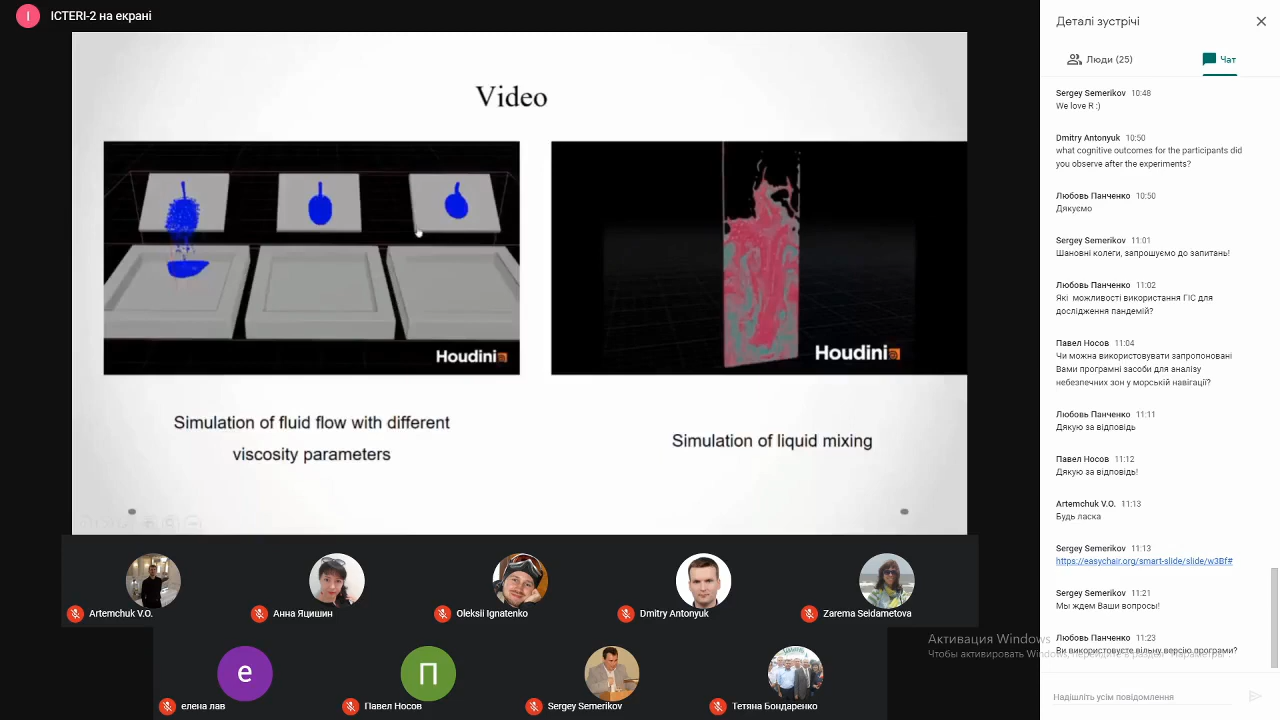 I
ICTERI-2 на екрані
Video
Houdini
Houdini
Simulation of fluid flow with different
viscosity parameters
Simulation of liquid mixing
Artemchuk V.O.
Анна Яцишин
Oleksii Ignatenko
Dmitry Antonyuk
Zarema Seidametova
е
елена лав
П
Павел Носов
Sergey Semerikov
Тетяна Бондаренко
Деталі зустрічі
Люди (25)
Чат
Sergey Semerikov 10:48
We love R :)
Dmitry Antonyuk 10:50
what cognitive outcomes for the participants did
you observe after the experiments?
Любовь Панченко 10:50
Дякуємо
Sergey Semerikov 11:01
Шановні колеги, запрошуємо до запитань!
Любовь Панченко 11:02
Які можливості використання ГІС для
дослідження пандемій?
Павел Носов 11:04
Чи можна використовувати запропоновані
Вами програмні засоби для аналізу
небезпечних зон у морській навігації?
Любовь Панченко 11:11
Дякую за відповідь
Павел Носов 11:12
Дякую за відповідь!
Artemchuk V.O. 11:13
Будь ласка
Sergey Semerikov 11:13
https://easychair.org/smart-slide/slide/w3Bf#
Sergey Semerikov 11:21
Мы ждем Ваши вопросы!
Любовь Панченко 11:23
Ви використовуєте вільну версію програми?
Активация Windows
Чтобы активировать Windows, перейдите в раздел "Параметры".
Надішліть усім повідомлення